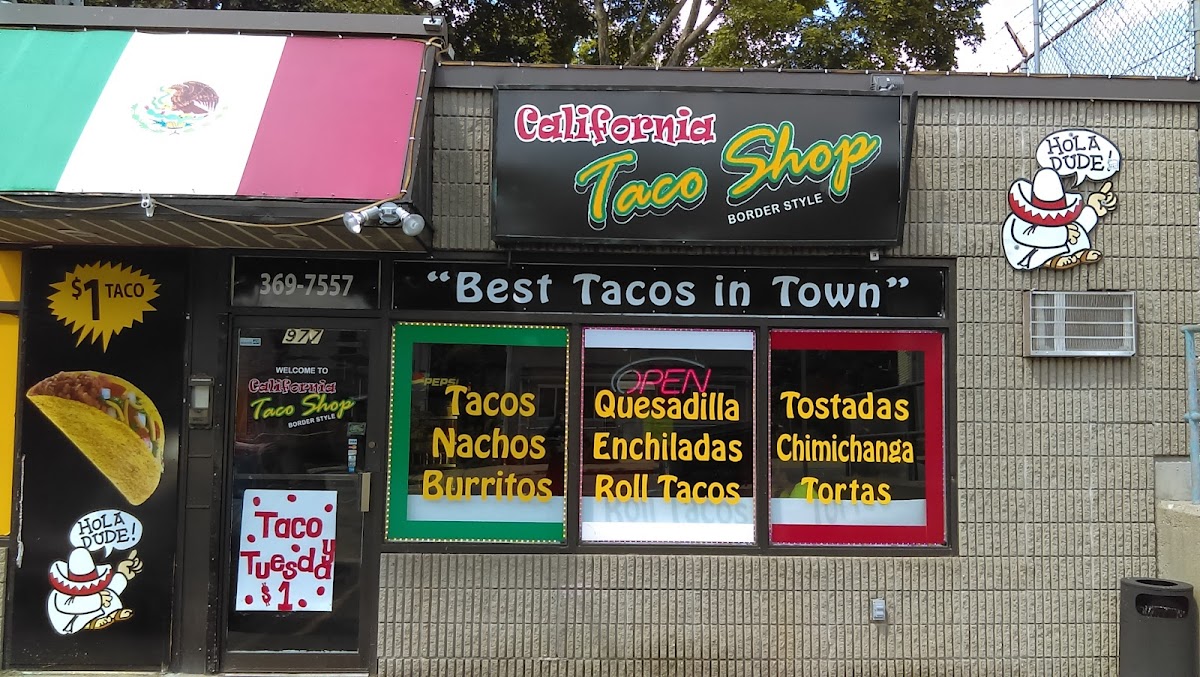 California
Taco Shop
BORDER STYLE
HOLA
DUDE!
369-7557
"Best Tacos in Town"
$1 TACO
977
WELCOME TO
California
Taco Shop
BORDER STYLE
PEPSI
OPEN
Tacos
Nachos
Burritos
Quesadilla
Enchiladas
Roll Tacos
Tostadas
Chimichanga
Tortas
HOLA
DUDE!
Taco
Tuesday
$1